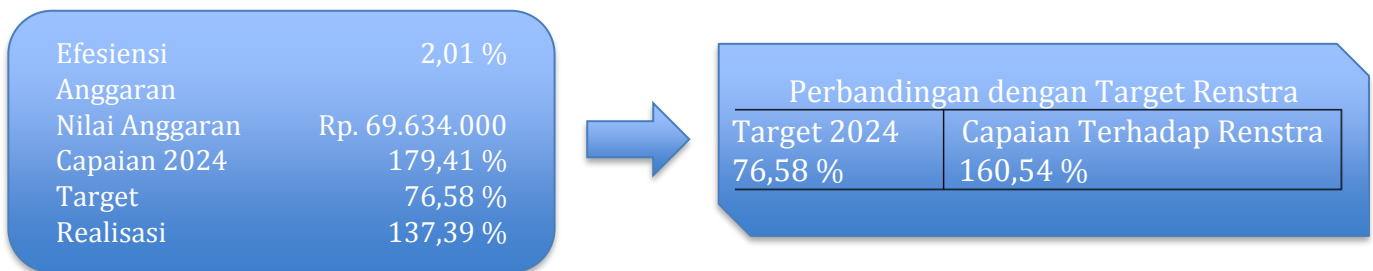 Efesiensi 2,01 %
Anggaran
Nilai Anggaran Rp. 69.634.000
Capaian 2024 179,41 %
Target 76,58 %
Realisasi 137,39 %
Perbandingan dengan Target Renstra
Target 2024 Capaian Terhadap Renstra
76,58 % 160,54 %